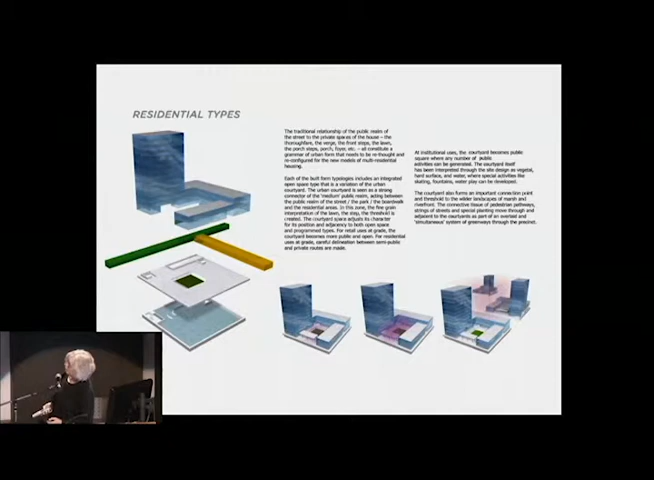 RESIDENTIAL TYPES
The traditional relationship of the public realm of
the street to the private spaces of the house – the
thoroughfare, the verge, the front steps, the lawn,
the porch steps, porch, foyer, etc. – all constitute a
grammar of urban form that needs to be re-thought and
re-configured for the new models of multi-residential
housing.
Each of the built form typologies includes an integrated
open space type that is a variation of the urban
courtyard. The urban courtyard is seen as a strong
connector of the 'medium' public realm, acting between
the public realm of the street / the park / the boardwalk
and the residential areas. In this zone, the fine grain
interpretation of the lawn, the step, the threshold is
created. The courtyard space adjusts its character
for its position and adjacency to both open space
and programmed types. For retail uses at grade, the
courtyard becomes more public and open. For residential
uses at grade, careful delineation between semi-public
and private routes are made.
At institutional uses, the courtyard becomes public
square where any number of public
activities can be generated. The courtyard itself
has been interpreted through the site design as vegetal,
hard surface, and water, where special activities like
skating, fountains, water play can be developed.
The courtyard also forms an important connection point
and threshold to the wilder landscapes of marsh and
riverfront. The connective tissue of pedestrian pathways,
strings of streets and special planting move through and
adjacent to the courtyards as part of an overlaid and
'simultaneous' system of greenways through the precinct.